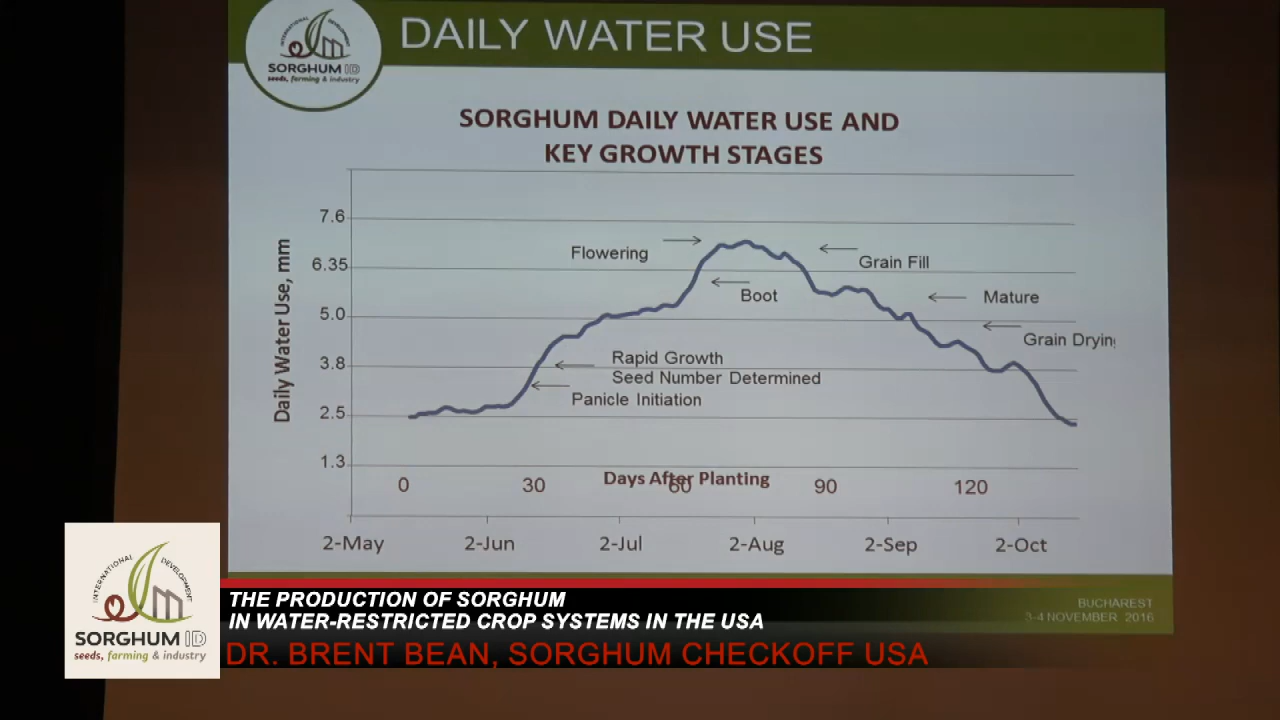 INTERNATIONAL DEVELOPMENT
SORGHUM ID
seeds, farming & industry
DAILY WATER USE
SORGHUM DAILY WATER USE AND
KEY GROWTH STAGES
Daily Water Use, mm
7.6
6.35
5.0
3.8
2.5
1.3
Flowering
Grain Fill
Boot
Mature
Grain Drying
Rapid Growth
Seed Number Determined
Panicle Initiation
Days After Planting
0 30 60 90 120
2-May 2-Jun 2-Jul 2-Aug 2-Sep 2-Oct
BUCHAREST
3-4 NOVEMBER 2016
INTERNATIONAL DEVELOPMENT
SORGHUM ID
seeds, farming & industry
THE PRODUCTION OF SORGHUM
IN WATER-RESTRICTED CROP SYSTEMS IN THE USA
DR. BRENT BEAN, SORGHUM CHECKOFF USA